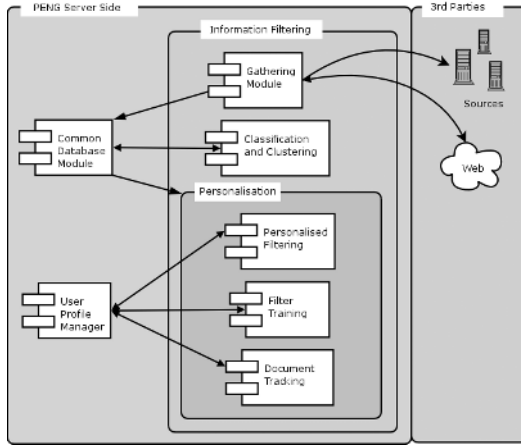 PENG Server Side
3rd Parties
Information Filtering
Gathering
Module
Sources
Common
Database
Module
Classification
and Clustering
Web
Personalisation
Personalised
Filtering
User
Profile
Manager
Filter
Training
Document
Tracking